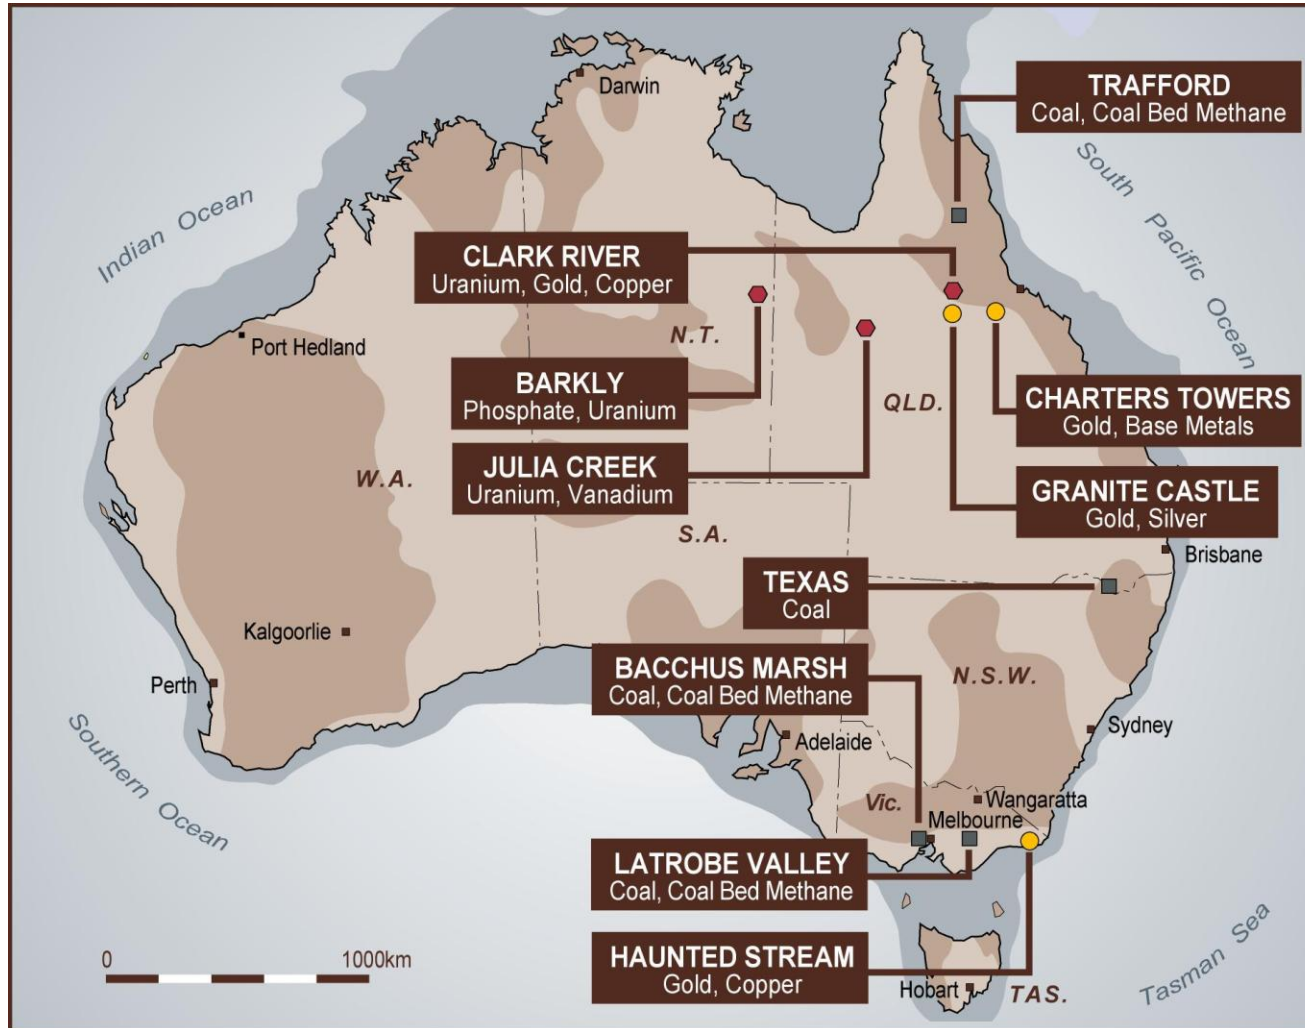 Darwin
TRAFFORD
Coal, Coal Bed Methane
Indian Ocean
South Pacific Ocean
CLARK RIVER
Uranium, Gold, Copper
N.T.
Port Hedland
BARKLY
Phosphate, Uranium
QLD.
CHARTERS TOWERS
Gold, Base Metals
JULIA CREEK
Uranium, Vanadium
W.A.
GRANITE CASTLE
Gold, Silver
S.A.
Brisbane
TEXAS
Coal
Kalgoorlie
BACCHUS MARSH
Coal, Coal Bed Methane
N.S.W.
Perth
Sydney
Adelaide
Southern Ocean
Vic.
Wangaratta
Melbourne
LATROBE VALLEY
Coal, Coal Bed Methane
HAUNTED STREAM
Gold, Copper
0 1000km
Hobart
TAS.
Tasman Sea